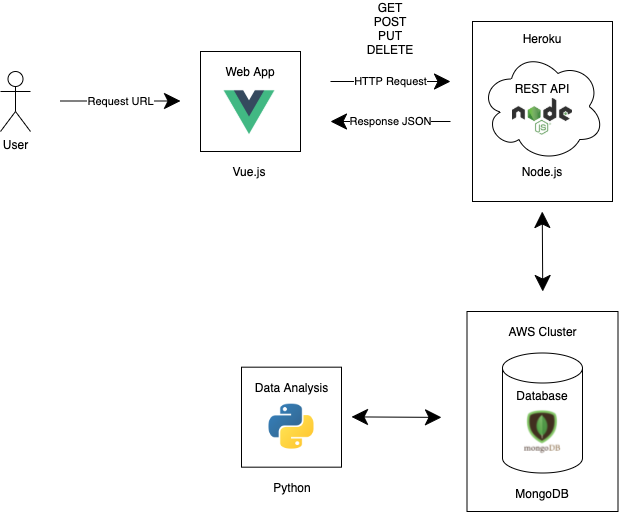 GET
POST
PUT
DELETE
Heroku
Web App
HTTP Request
REST API
node
JS
Request URL
Response JSON
User
Vue.js
Node.js
AWS Cluster
Data Analysis
Database
mongoDB
Python
MongoDB